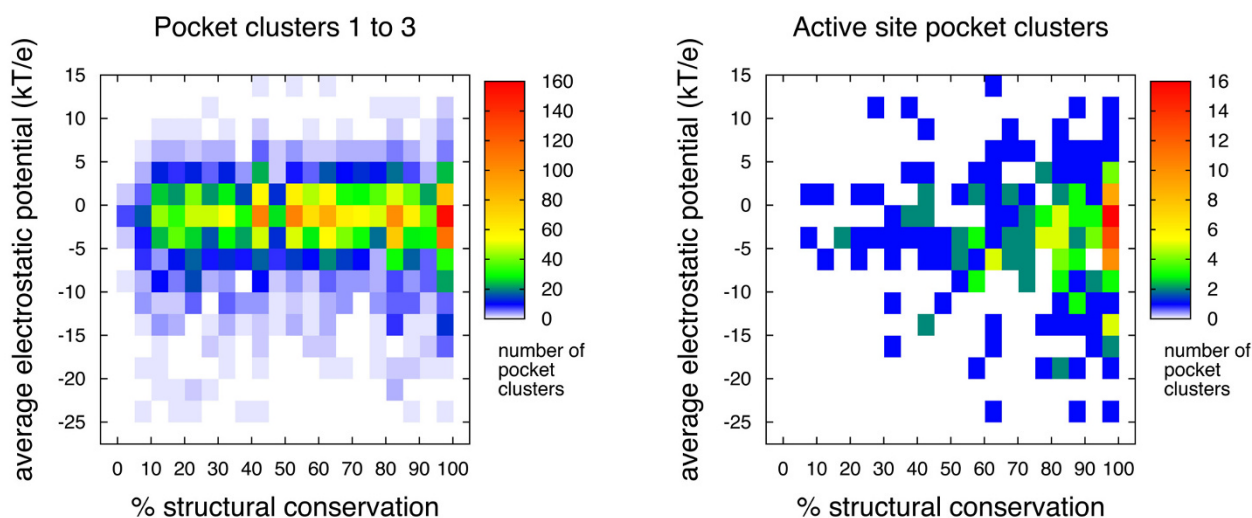 Pocket clusters 1 to 3
average electrostatic potential (kT/e)
15
10
5
0
-5
-10
-15
-20
-25
0 10 20 30 40 50 60 70 80 90 100
% structural conservation
160
140
120
100
80
60
40
20
0
number of
pocket
clusters
Active site pocket clusters
average electrostatic potential (kT/e)
15
10
5
0
-5
-10
-15
-20
-25
0 10 20 30 40 50 60 70 80 90 100
% structural conservation
16
14
12
10
8
6
4
2
0
number of
pocket
clusters